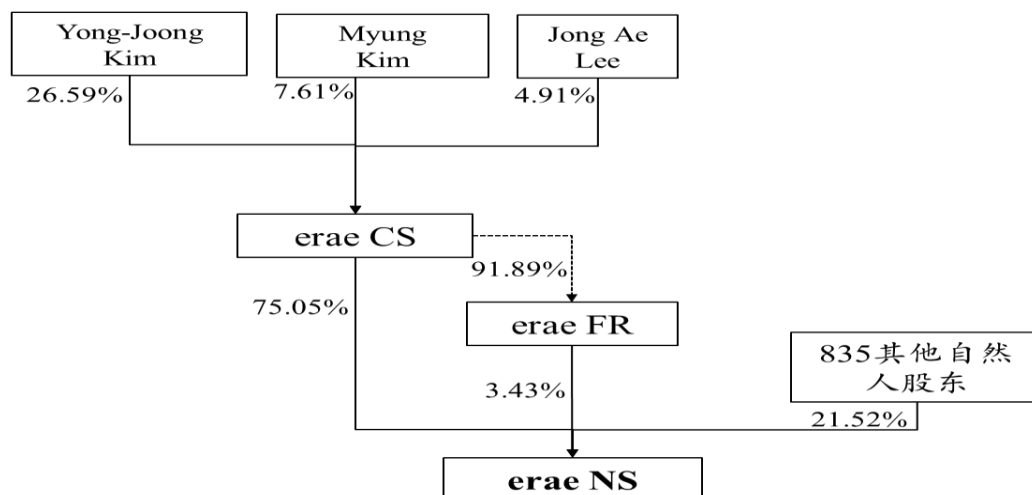 Yong-Joong
Kim
Myung
Kim
Jong Ae
Lee
26.59%
7.61%
4.91%
erae CS
91.89%
75.05%
erae FR
835其他自然
人股东
3.43%
21.52%
erae NS